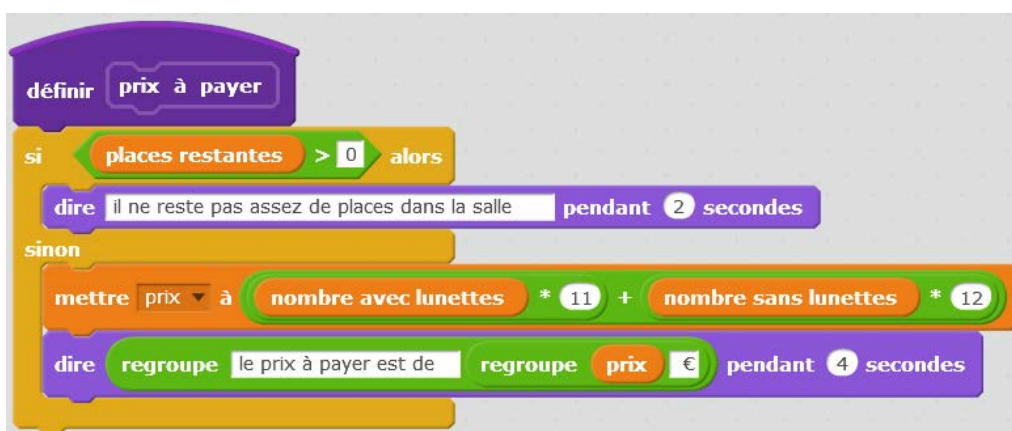 définir prix à payer
si places restantes > 0 alors
dire il ne reste pas assez de places dans la salle pendant 2 secondes
sinon
mettre prix à nombre avec lunettes * 11 + nombre sans lunettes * 12
dire regroupe le prix à payer est de regroupe prix € pendant 4 secondes